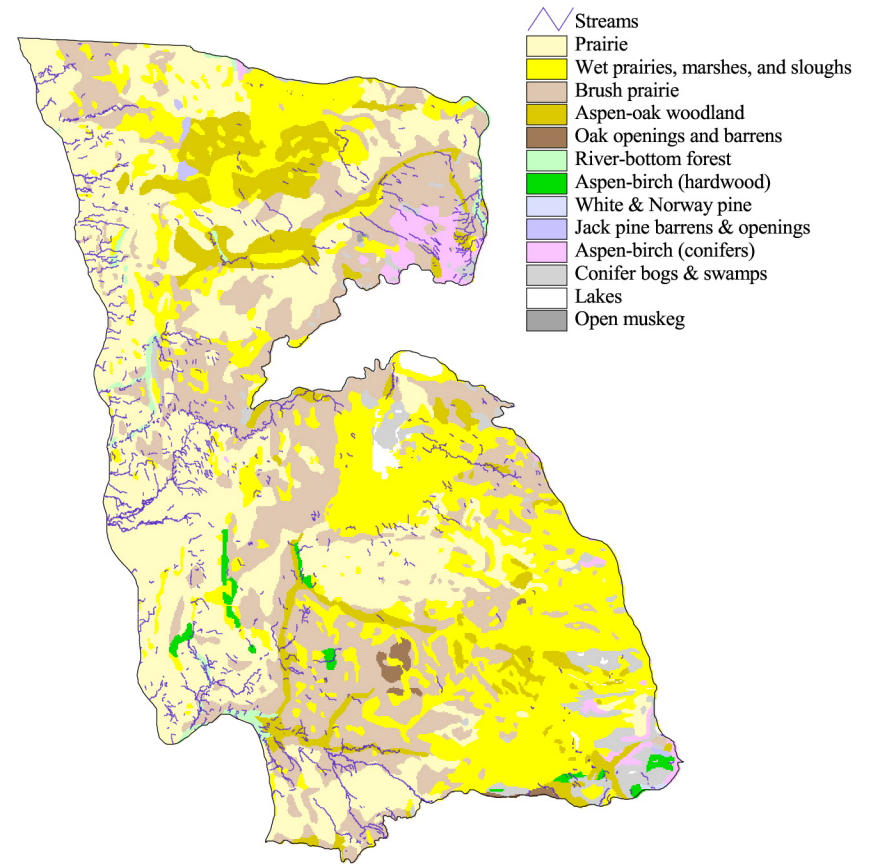 Streams
Prairie
Wet prairies, marshes, and sloughs
Brush prairie
Aspen-oak woodland
Oak openings and barrens
River-bottom forest
Aspen-birch (hardwood)
White & Norway pine
Jack pine barrens & openings
Aspen-birch (conifers)
Conifer bogs & swamps
Lakes
Open muskeg